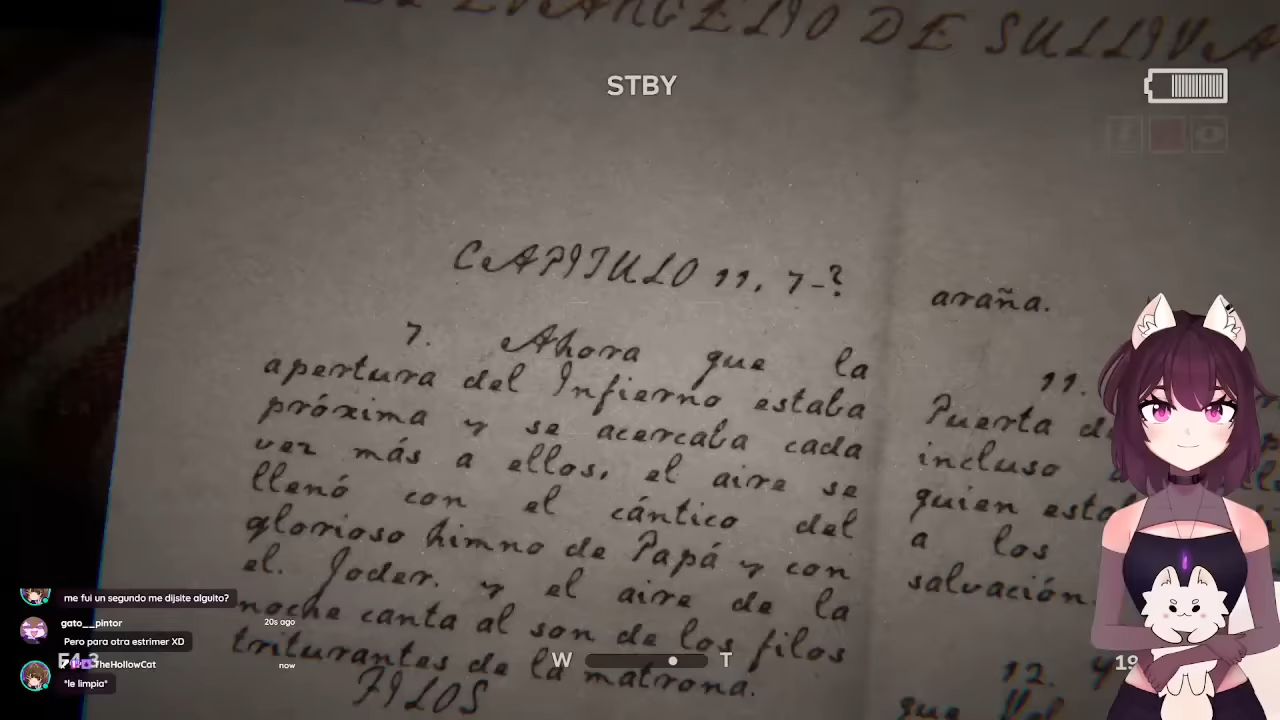 EL EVANGELIO DE SULLIVA
STBY
CAPITULO 11, 7-?
7. Ahora que la
apertura del Infierno estaba
próxima y se acercaba cada
vez más a ellos, el aire se
llenó con el cántico del
glorioso himno de Papá y con
el. Joder. y el aire de la
noche canta al son de los filos
triturantes de la matrona.
FILOS
araña.
11.
Puerta d
incluso
quien esta
a los
salvación
12. Y
que
me fui un segundo me dijsite alguito?
gato__pintor 20s ago
Pero para otra estrimer XD
TheHollowCat now
*le limpia*
W T
19